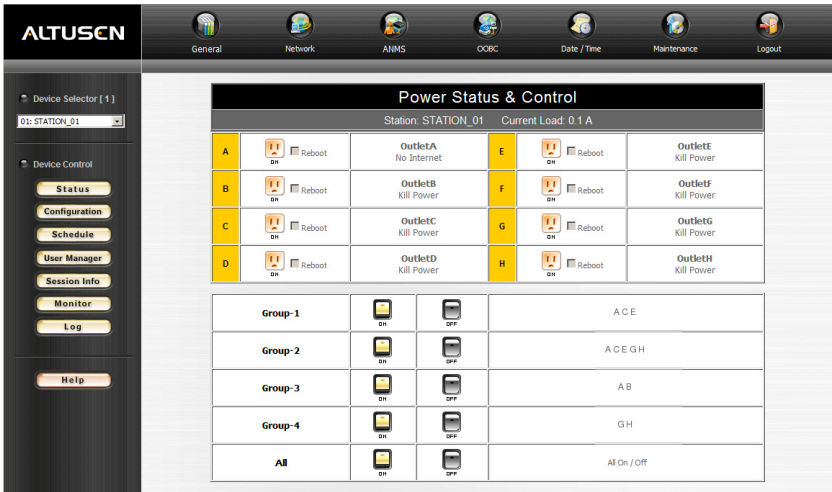 ALTUSEN
General Network ANMS OOBC Date / Time Maintenance Logout
Device Selector [ 1 ]
01: STATION_01
Device Control
Status
Configuration
Schedule
User Manager
Session Info
Monitor
Log
Help
Power Status & Control
Station: STATION_01 Current Load: 0.1 A
A ON Reboot OutletA No Internet E ON Reboot OutletE Kill Power
B ON Reboot OutletB Kill Power F ON Reboot OutletF Kill Power
C ON Reboot OutletC Kill Power G ON Reboot OutletG Kill Power
D ON Reboot OutletD Kill Power H ON Reboot OutletH Kill Power
Group-1 ON OFF A C E
Group-2 ON OFF A C E G H
Group-3 ON OFF A B
Group-4 ON OFF G H
All ON OFF All On / Off